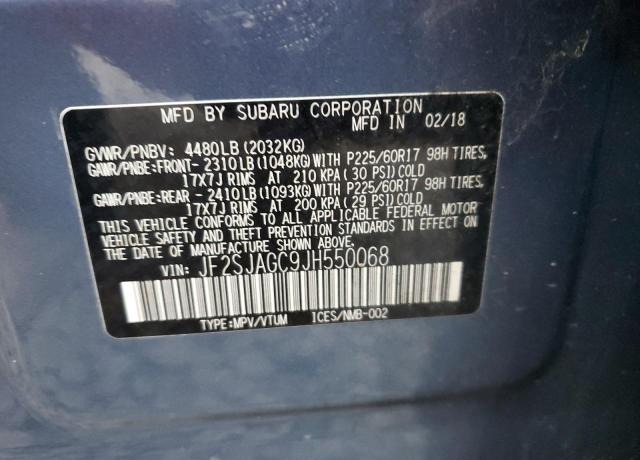 MFD BY SUBARU CORPORATION
MFD IN 02/18
GVWR/PNBV: 4480LB (2032KG)
GAWR/PNBE:FRONT- 2310LB (1048KG)WITH P225/60R17 98H TIRES,
17X7J RIMS AT 210 KPA( 30 PSI)COLD
GAWR/PNBE:REAR - 2410LB (1093KG)WITH P225/60R17 98H TIRES,
17X7J RIMS AT 200 KPA( 29 PSI)COLD
THIS VEHICLE CONFORMS TO ALL APPLICABLE FEDERAL MOTOR
VEHICLE SAFETY AND THEFT PREVENTION STANDARDS IN EFFECT ON
THE DATE OF MANUFACTURE SHOWN ABOVE.
VIN: JF2SJAGC9JH550068
TYPE:MPV/VTUM ICES/NMB-002